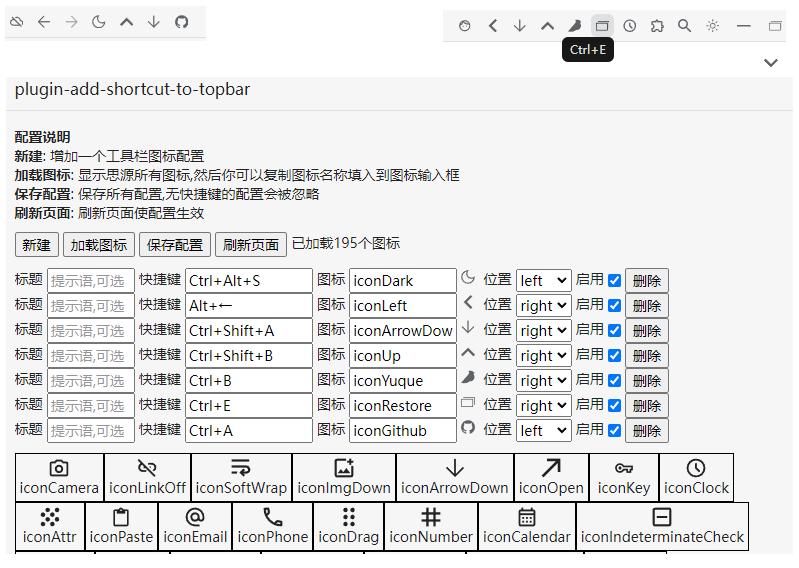 Ctrl+E
plugin-add-shortcut-to-topbar
配置说明
新建: 增加一个工具栏图标配置
加载图标: 显示思源所有图标,然后你可以复制图标名称填入到图标输入框
保存配置: 保存所有配置,无快捷键的配置会被忽略
刷新页面: 刷新页面使配置生效
新建 加载图标 保存配置 刷新页面 已加载195个图标
标题 提示语,可选 快捷键 Ctrl+Alt+S 图标 iconDark 位置 left 启用 删除
标题 提示语,可选 快捷键 Alt+← 图标 iconLeft 位置 right 启用 删除
标题 提示语,可选 快捷键 Ctrl+Shift+A 图标 iconArrowDow 位置 right 启用 删除
标题 提示语,可选 快捷键 Ctrl+Shift+B 图标 iconUp 位置 right 启用 删除
标题 提示语,可选 快捷键 Ctrl+B 图标 iconYuque 位置 right 启用 删除
标题 提示语,可选 快捷键 Ctrl+E 图标 iconRestore 位置 right 启用 删除
标题 提示语,可选 快捷键 Ctrl+A 图标 iconGithub 位置 left 启用 删除
iconCamera iconLinkOff iconSoftWrap iconImgDown iconArrowDown iconOpen iconKey iconClock
iconAttr iconPaste iconEmail iconPhone iconDrag iconNumber iconCalendar iconIndeterminateCheck